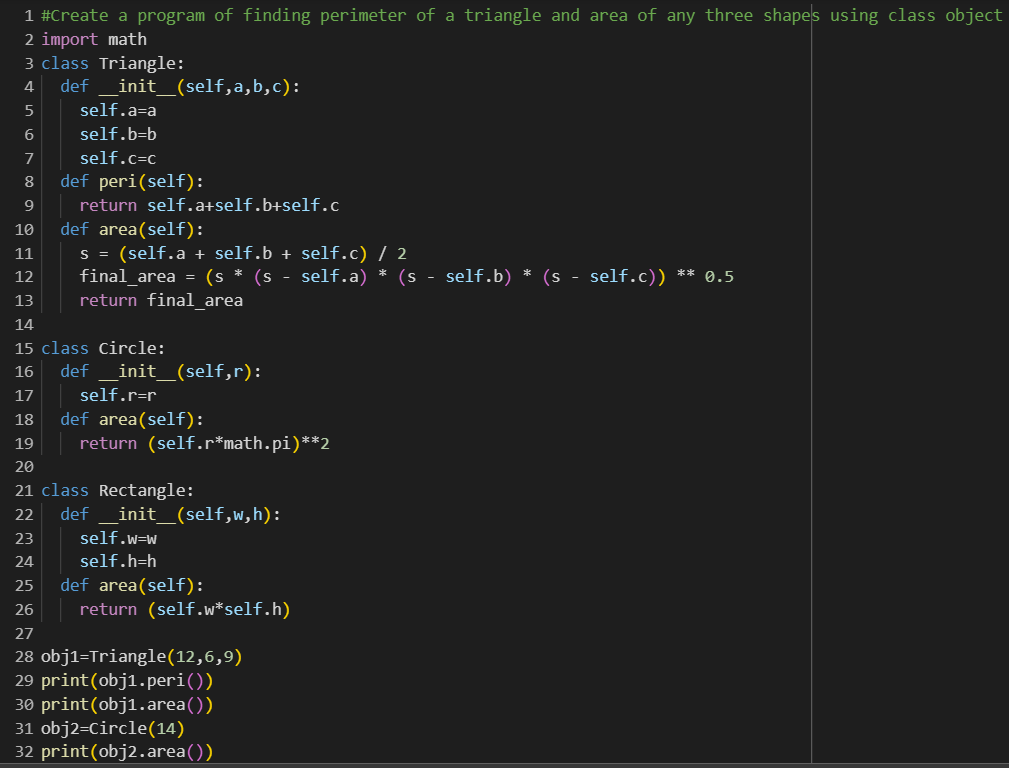 1 #Create a program of finding perimeter of a triangle and area of any three shapes using class object
2 import math
3 class Triangle:
4   def __init__(self,a,b,c):
5     self.a=a
6     self.b=b
7     self.c=c
8   def peri(self):
9     return self.a+self.b+self.c
10   def area(self):
11     s = (self.a + self.b + self.c) / 2
12     final_area = (s * (s - self.a) * (s - self.b) * (s - self.c)) ** 0.5
13     return final_area
14
15 class Circle:
16   def __init__(self,r):
17     self.r=r
18   def area(self):
19     return (self.r*math.pi)**2
20
21 class Rectangle:
22   def __init__(self,w,h):
23     self.w=w
24     self.h=h
25   def area(self):
26     return (self.w*self.h)
27
28 obj1=Triangle(12,6,9)
29 print(obj1.peri())
30 print(obj1.area())
31 obj2=Circle(14)
32 print(obj2.area())